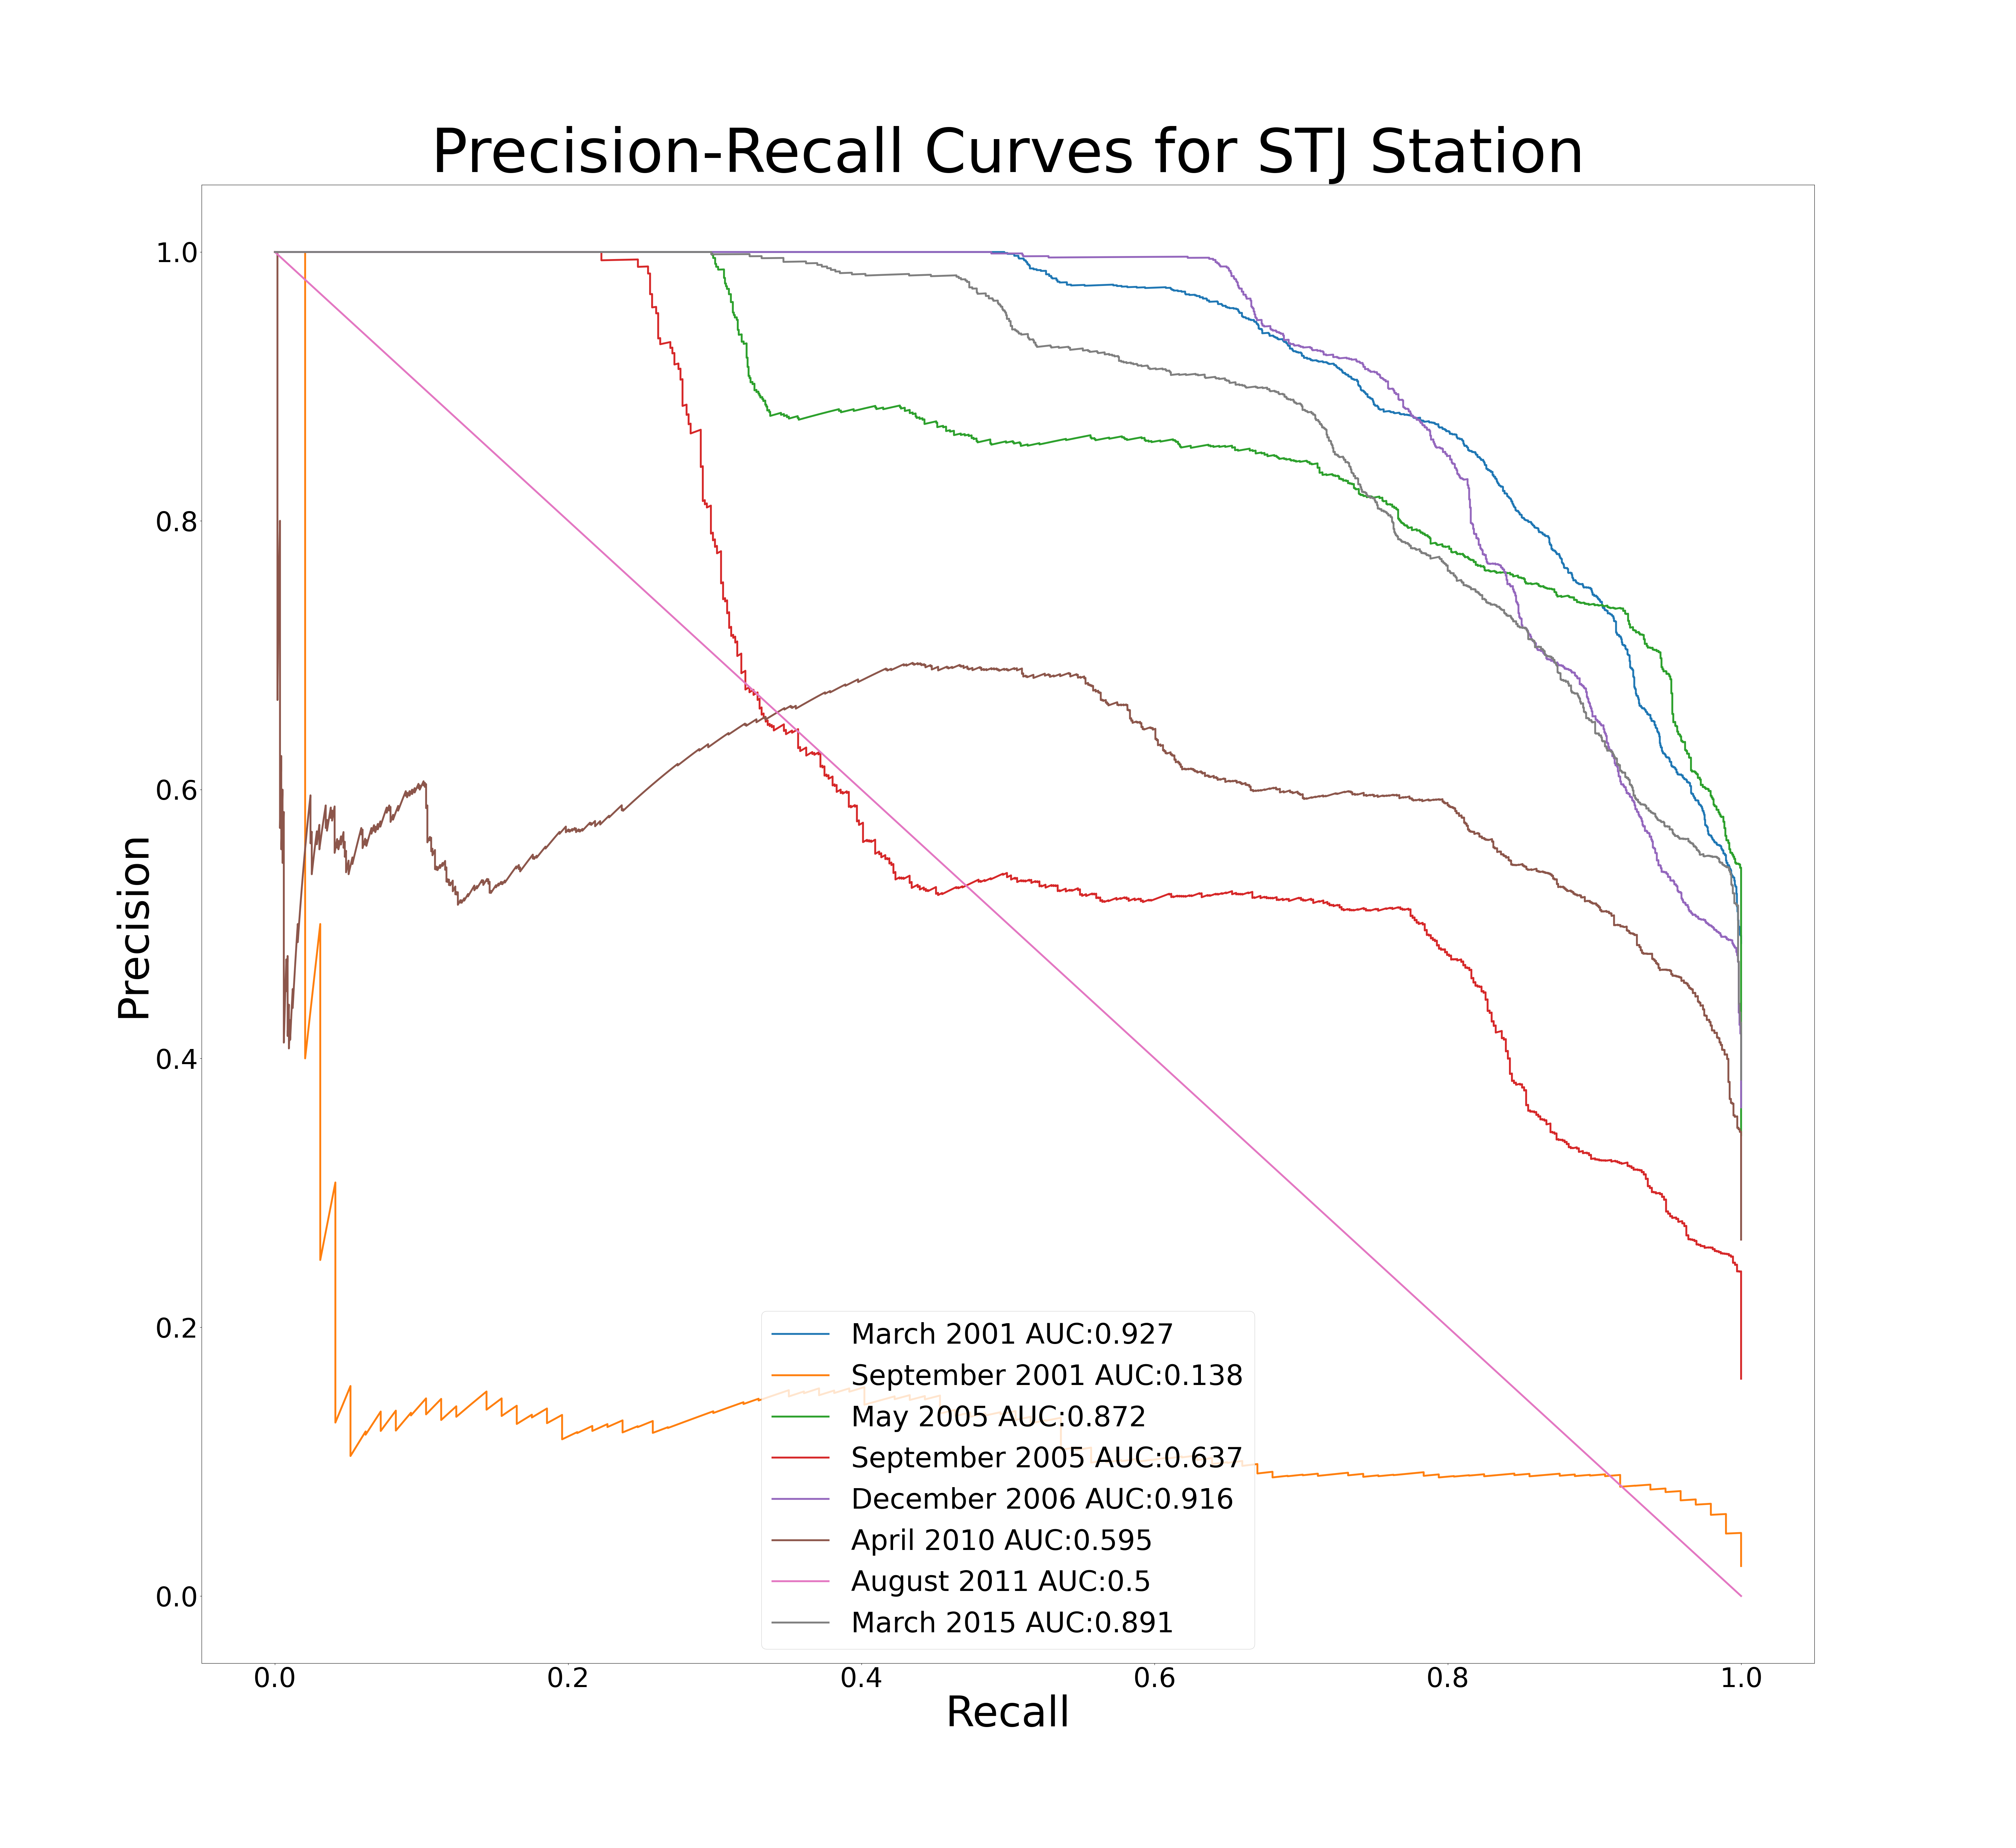 Precision-Recall Curves for STJ Station
1.0
0.8
0.6
0.4
0.2
0.0
Precision
March 2001 AUC:0.927
September 2001 AUC:0.138
May 2005 AUC:0.872
September 2005 AUC:0.637
December 2006 AUC:0.916
April 2010 AUC:0.595
August 2011 AUC:0.5
March 2015 AUC:0.891
0.0 0.2 0.4 0.6 0.8 1.0
Recall